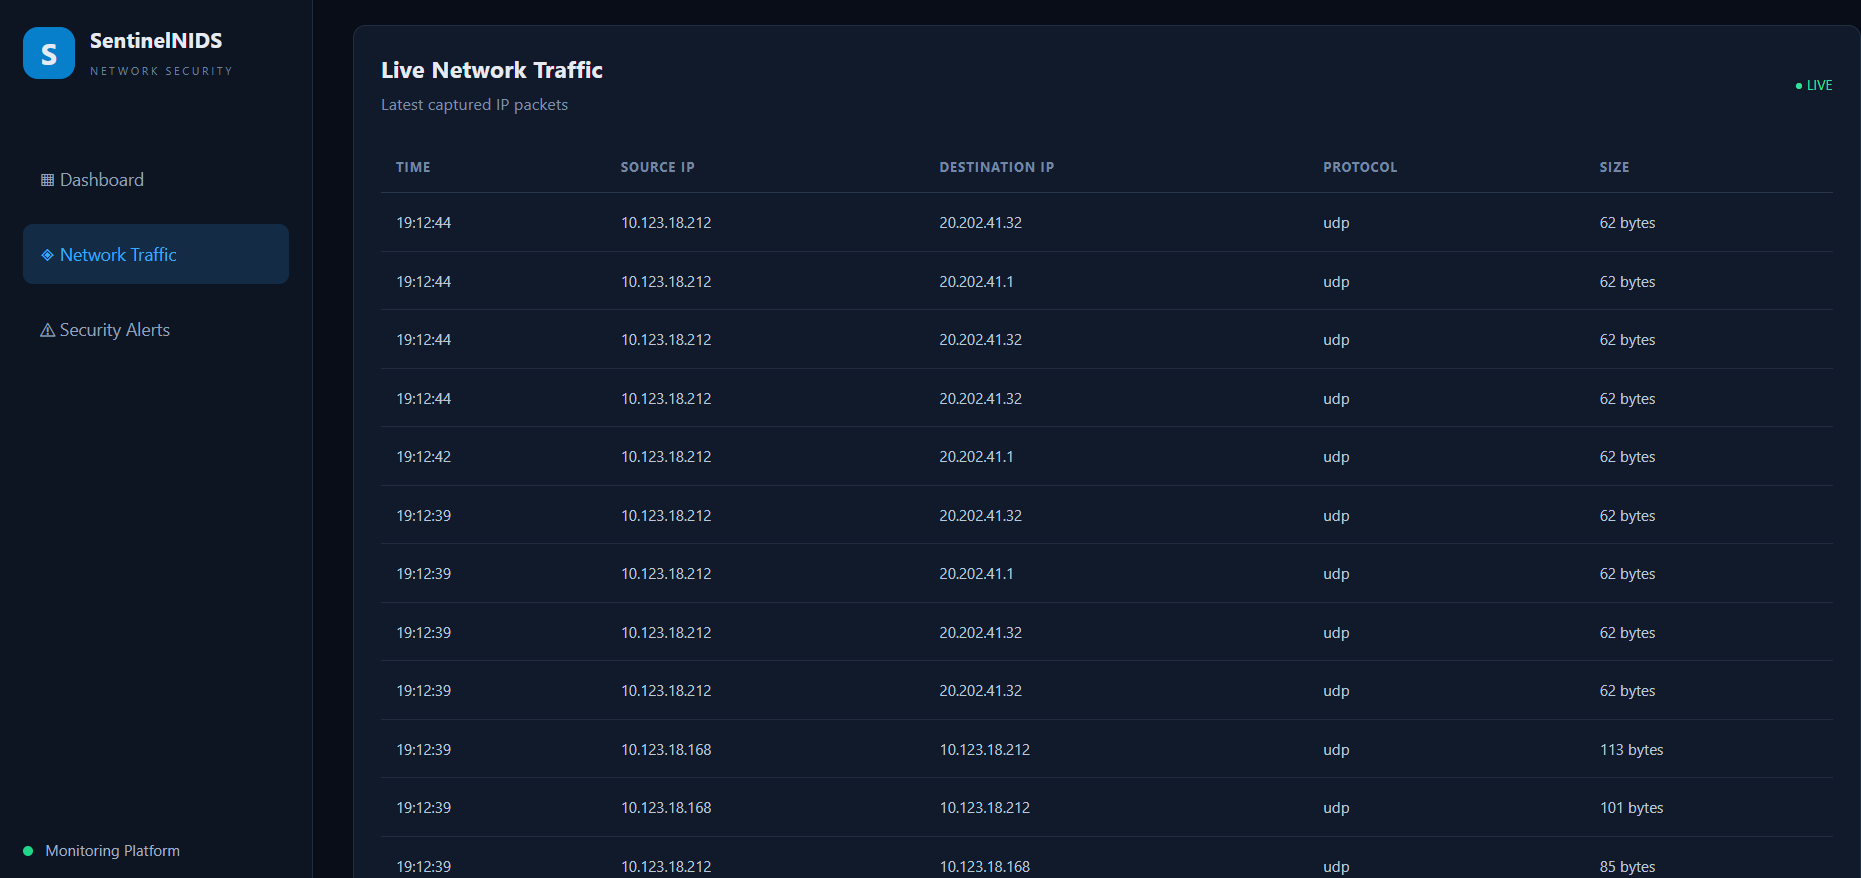 S
SentinelNIDS
NETWORK SECURITY
▦ Dashboard
◈ Network Traffic
⚠ Security Alerts
Monitoring Platform
Live Network Traffic
Latest captured IP packets
● LIVE
TIME SOURCE IP DESTINATION IP PROTOCOL SIZE
19:12:44 10.123.18.212 20.202.41.32 udp 62 bytes
19:12:44 10.123.18.212 20.202.41.1 udp 62 bytes
19:12:44 10.123.18.212 20.202.41.32 udp 62 bytes
19:12:44 10.123.18.212 20.202.41.32 udp 62 bytes
19:12:42 10.123.18.212 20.202.41.1 udp 62 bytes
19:12:39 10.123.18.212 20.202.41.32 udp 62 bytes
19:12:39 10.123.18.212 20.202.41.1 udp 62 bytes
19:12:39 10.123.18.212 20.202.41.32 udp 62 bytes
19:12:39 10.123.18.212 20.202.41.32 udp 62 bytes
19:12:39 10.123.18.168 10.123.18.212 udp 113 bytes
19:12:39 10.123.18.168 10.123.18.212 udp 101 bytes
19:12:39 10.123.18.212 10.123.18.168 udp 85 bytes